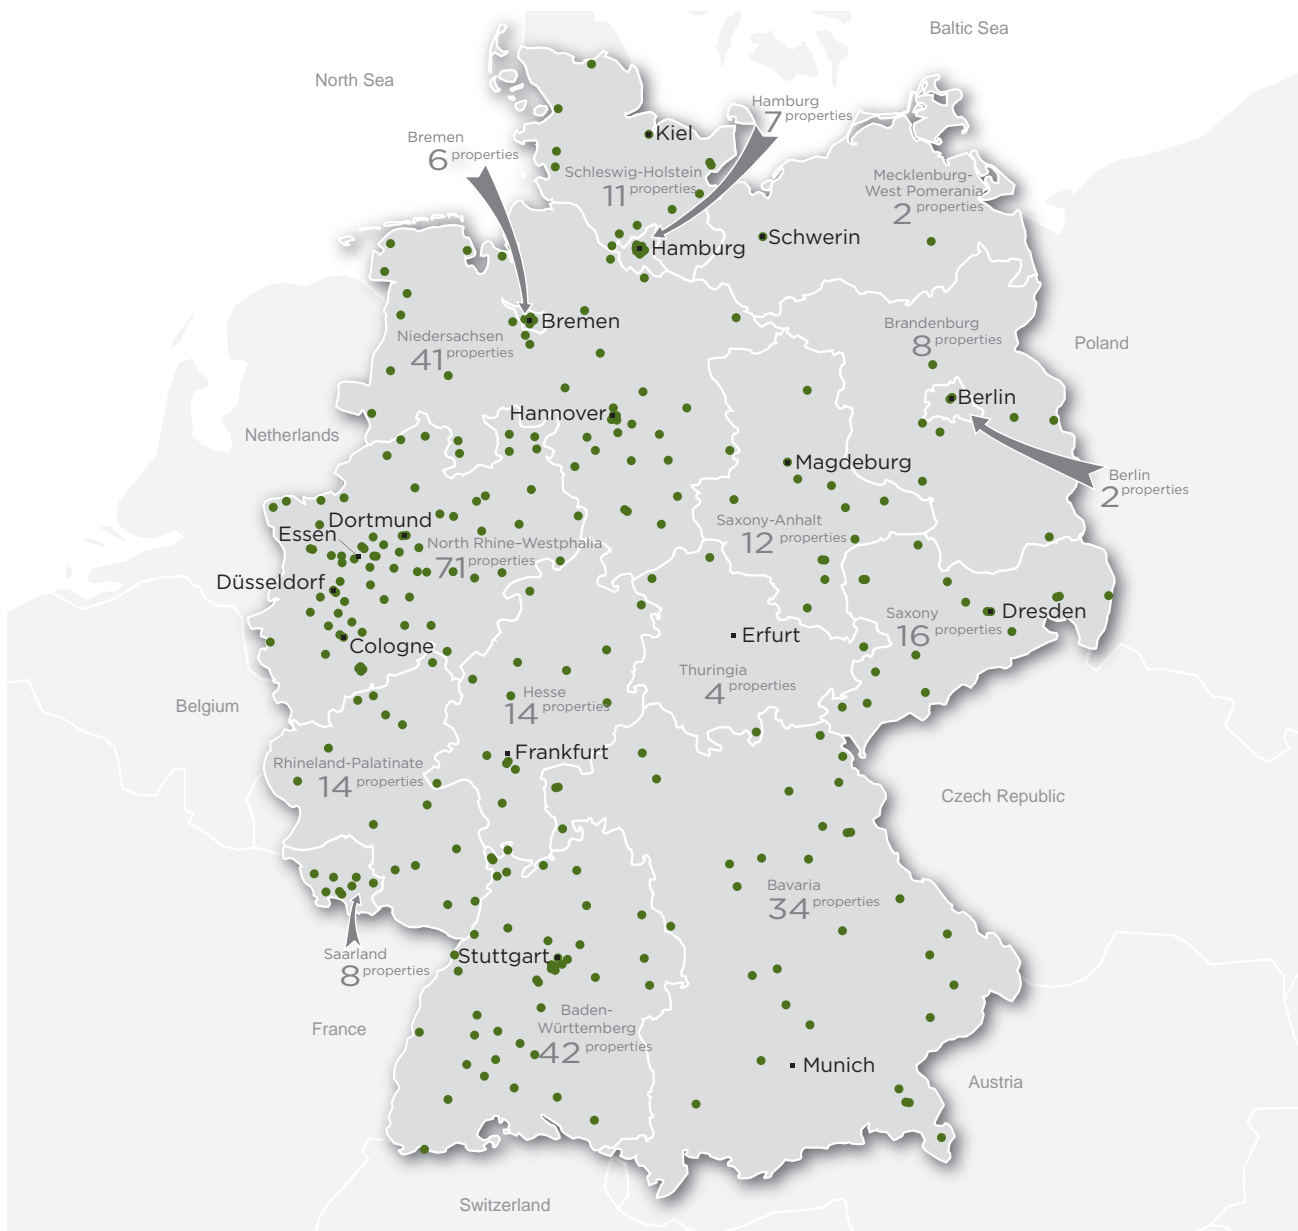 Baltic Sea
North Sea
Hamburg
7 properties
Kiel
Bremen
6 properties
Schleswig-Holstein
11 properties
Mecklenburg-
West Pomerania
2 properties
Schwerin
Hamburg
Bremen
Niedersachsen
41 properties
Brandenburg
8 properties
Poland
Berlin
Hannover
Netherlands
Magdeburg
Berlin
2 properties
Dortmund
Essen
North Rhine–Westphalia
71 properties
Saxony-Anhalt
12 properties
Düsseldorf
Saxony
16 properties
Dresden
Erfurt
Cologne
Thuringia
4 properties
Belgium
Hesse
14 properties
Frankfurt
Rhineland-Palatinate
14 properties
Czech Republic
Bavaria
34 properties
Saarland
8 properties
Stuttgart
France
Baden-
Württemberg
42 properties
Munich
Austria
Switzerland